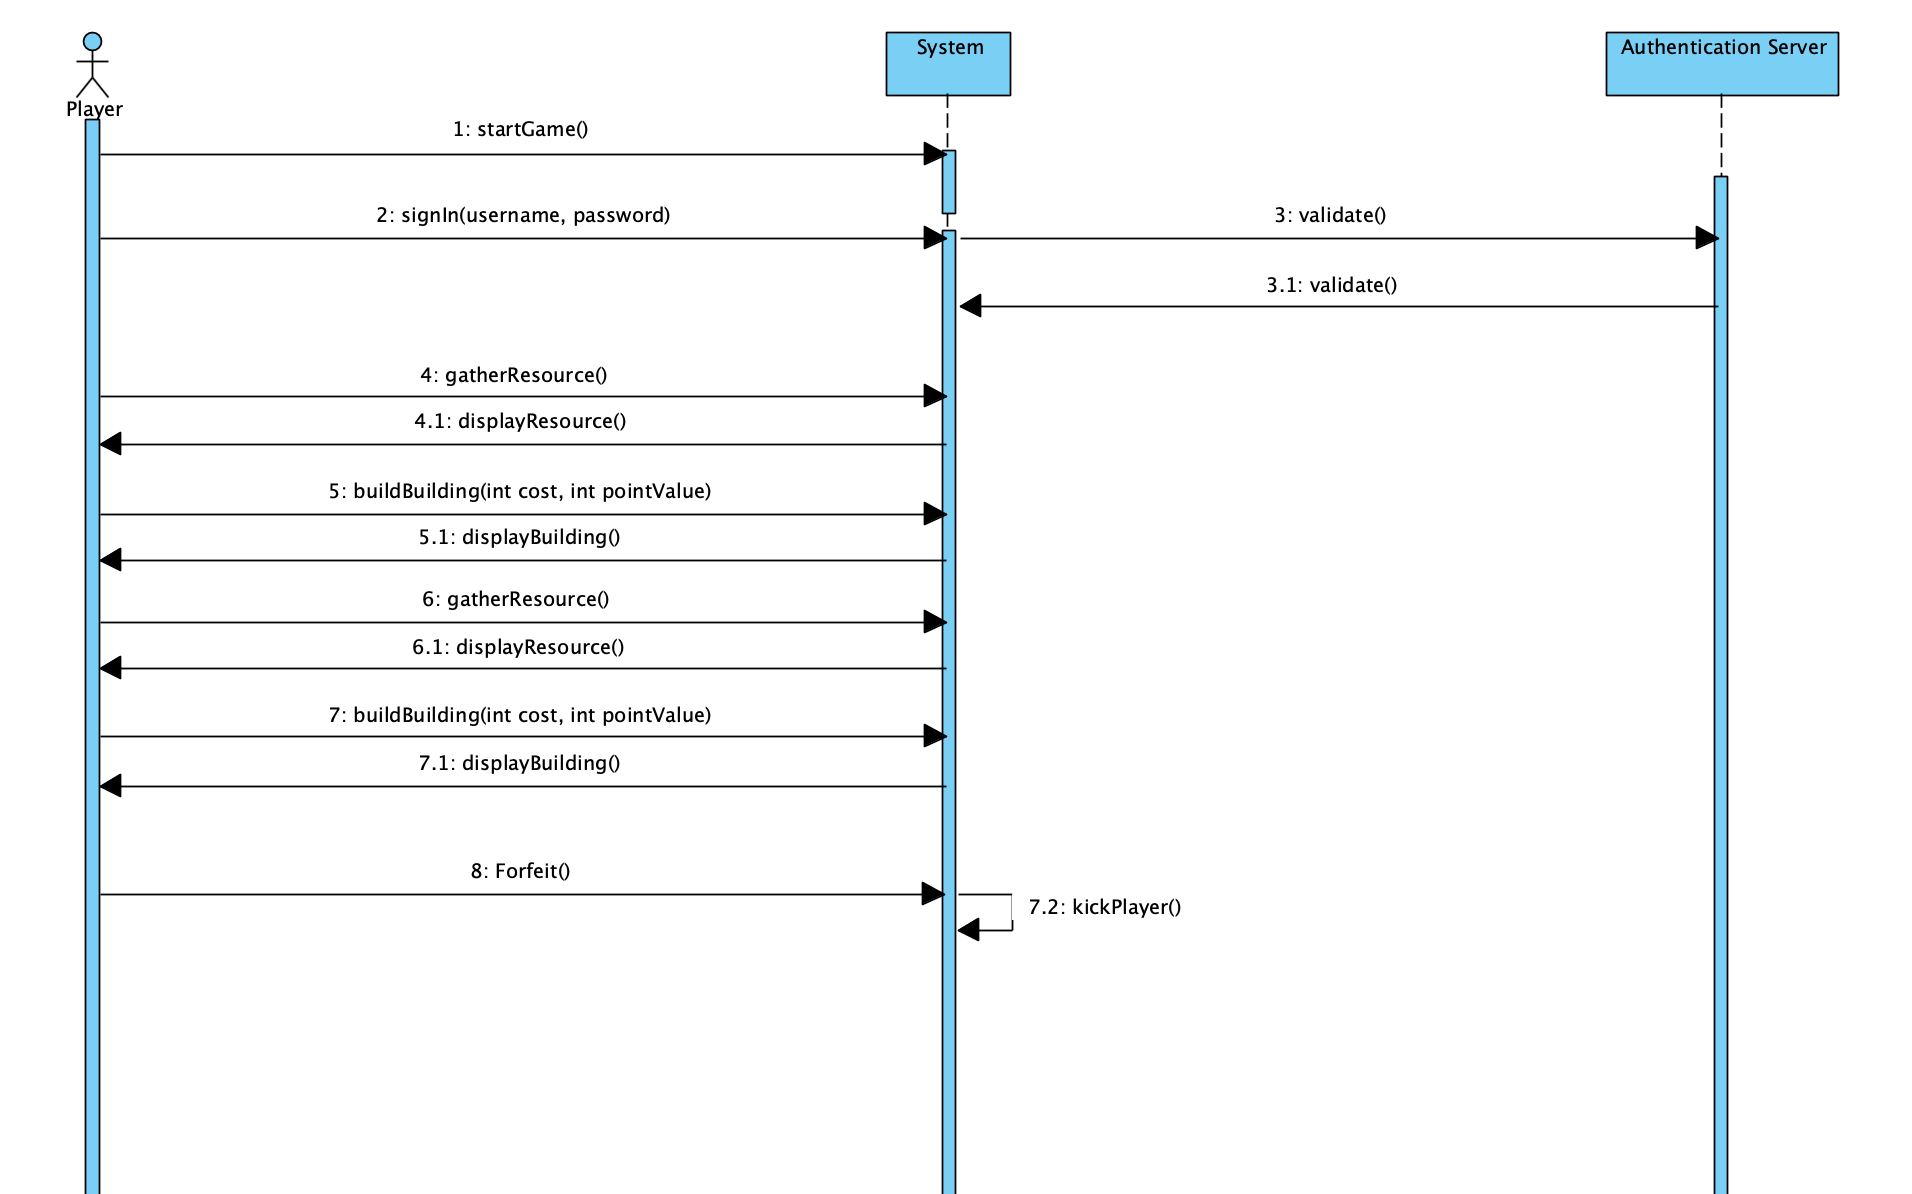 Player
System
Authentication Server
1: startGame()
2: signIn(username, password)
3: validate()
3.1: validate()
4: gatherResource()
4.1: displayResource()
5: buildBuilding(int cost, int pointValue)
5.1: displayBuilding()
6: gatherResource()
6.1: displayResource()
7: buildBuilding(int cost, int pointValue)
7.1: displayBuilding()
8: Forfeit()
7.2: kickPlayer()